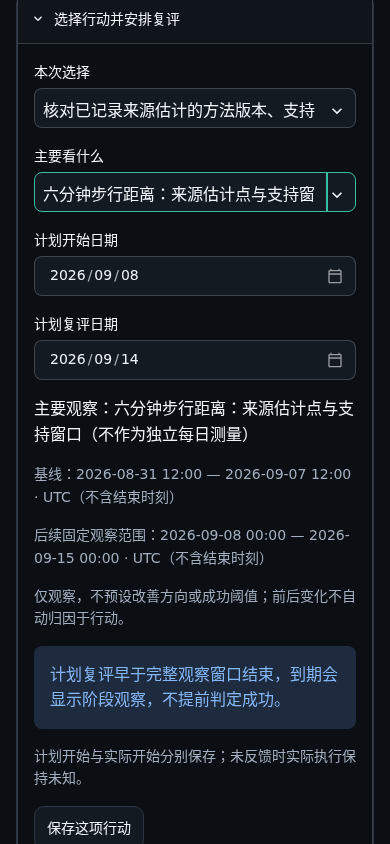 选择行动并安排复评
本次选择
核对已记录来源估计的方法版本、支持
主要看什么
六分钟步行距离：来源估计点与支持窗
计划开始日期
2026/09/08
计划复评日期
2026/09/14
主要观察：六分钟步行距离：来源估计点与支
持窗口（不作为独立每日测量）
基线：2026-08-31 12:00 — 2026-09-07 12:00
· UTC（不含结束时刻）
后续固定观察范围：2026-09-08 00:00 — 2026-
09-15 00:00 · UTC（不含结束时刻）
仅观察，不预设改善方向或成功阈值；前后变化不自
动归因于行动。
计划复评早于完整观察窗口结束，到期会
显示阶段观察，不提前判定成功。
计划开始与实际开始分别保存；未反馈时实际执行保
持未知。
保存这项行动